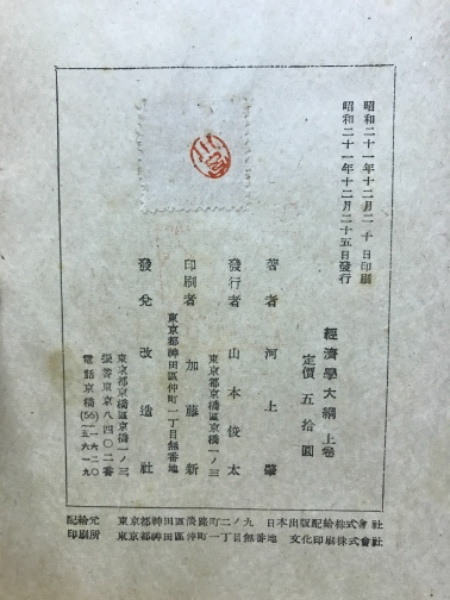 昭和二十一年十二月二十日印刷
昭和二十一年十二月二十五日發行
經濟學大綱 上卷
定價 五拾圓
著者 河上肇
發行者 山本俊太
東京都京橋區京橋一ノ三
印刷者 加藤新
東京都神田區仲町一丁目無番地
發兌 改造社
東京都京橋區京橋一ノ三
振替東京八四〇二番
電話京橋(56)
配給元 東京都神田區淡路町二ノ九 日本出版配給株式會社
印刷所 東京都神田區仲町一丁目無番地 文化印刷株式會社